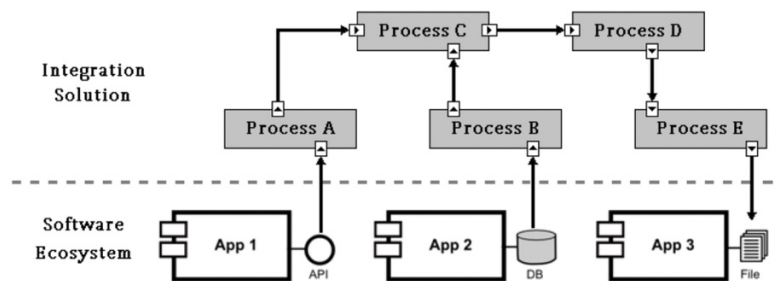 Process C
Process D
Integration
Solution
Process A
Process B
Process E
Software
Ecosystem
App 1
API
App 2
DB
App 3
File